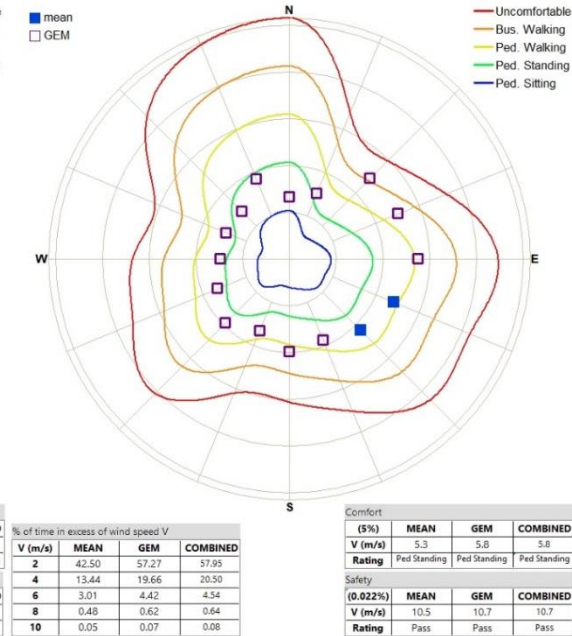 mean
GEM
N
W
E
S
Uncomfortable
Bus. Walking
Ped. Walking
Ped. Standing
Ped. Sitting
% of time in excess of wind speed V
V (m/s) MEAN GEM COMBINED
2 42.50 57.27 57.95
4 13.44 19.66 20.50
6 3.01 4.42 4.54
8 0.48 0.62 0.64
10 0.05 0.07 0.08
Comfort
(5%) MEAN GEM COMBINED
V (m/s) 5.3 5.8 5.8
Rating Ped Standing Ped Standing Ped Standing
Safety
(0.022%) MEAN GEM COMBINED
V (m/s) 10.5 10.7 10.7
Rating Pass Pass Pass